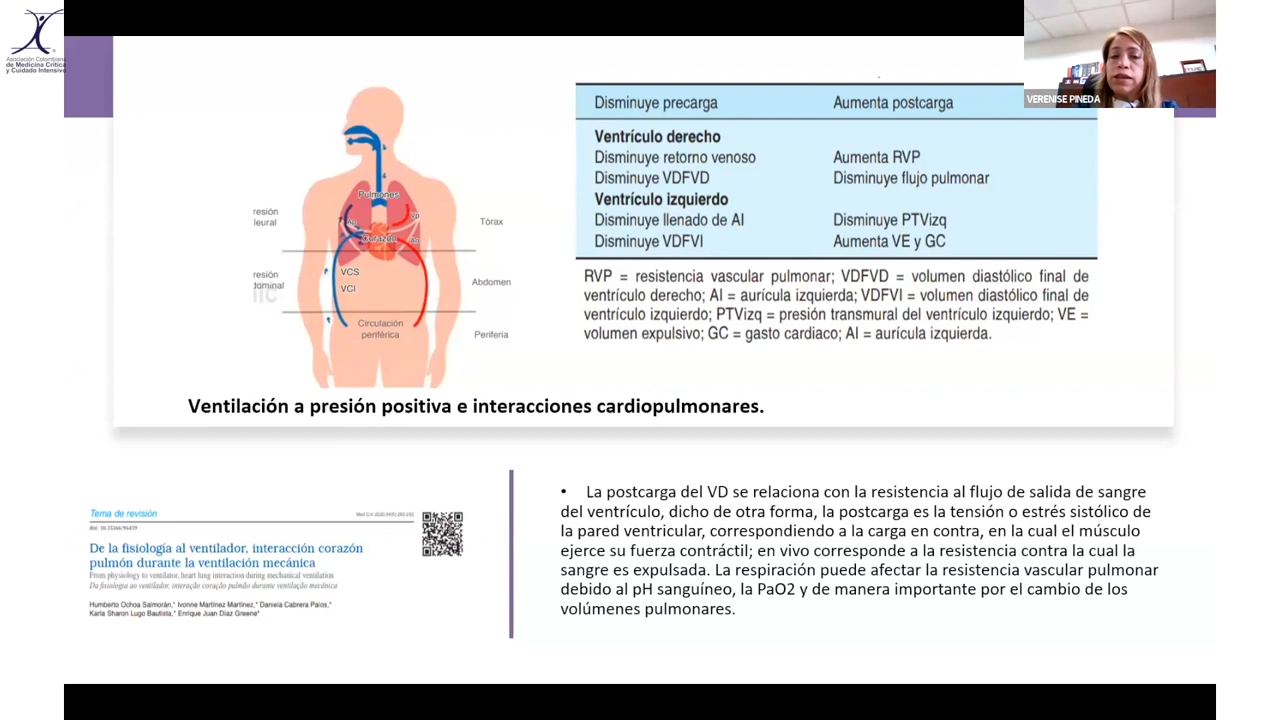 Asociación Colombiana
de Medicina Crítica
y Cuidado Intensivo
VERENISE PINEDA
Disminuye precarga Aumenta postcarga
Ventrículo derecho
Disminuye retorno venoso Aumenta RVP
Disminuye VDFVD Disminuye flujo pulmonar
Ventrículo izquierdo
Disminuye llenado de AI Disminuye PTVizq
Disminuye VDFVI Aumenta VE y GC
RVP = resistencia vascular pulmonar; VDFVD = volumen diastólico final de
ventrículo derecho; AI = aurícula izquierda; VDFVI = volumen diastólico final de
ventrículo izquierdo; PTVizq = presión transmural del ventrículo izquierdo; VE =
volumen expulsivo; GC = gasto cardiaco; AI = aurícula izquierda.
Pulmones
Corazón
resión
leural
Tórax
VCS
VCI
resión
dominal
Abdomen
Circulación
periférica
Periferia
Ventilación a presión positiva e interacciones cardiopulmonares.
Tema de revisión
De la fisiología al ventilador, interacción corazón
pulmón durante la ventilación mecánica
From physiology to ventilator, heart lung interaction during mechanical ventilation
Da fisiologia ao ventilador, interação coração pulmão durante ventilação mecânica
Humberto Ochoa Saimorán,* Ivonne Martínez Martínez,* Daniela Cabrera Palos,*
Karla Sharon Lugo Bautista,* Enrique Juan Díaz Greene*
• La postcarga del VD se relaciona con la resistencia al flujo de salida de sangre
del ventrículo, dicho de otra forma, la postcarga es la tensión o estrés sistólico de
la pared ventricular, correspondiendo a la carga en contra, en la cual el músculo
ejerce su fuerza contráctil; en vivo corresponde a la resistencia contra la cual la
sangre es expulsada. La respiración puede afectar la resistencia vascular pulmonar
debido al pH sanguíneo, la PaO2 y de manera importante por el cambio de los
volúmenes pulmonares.